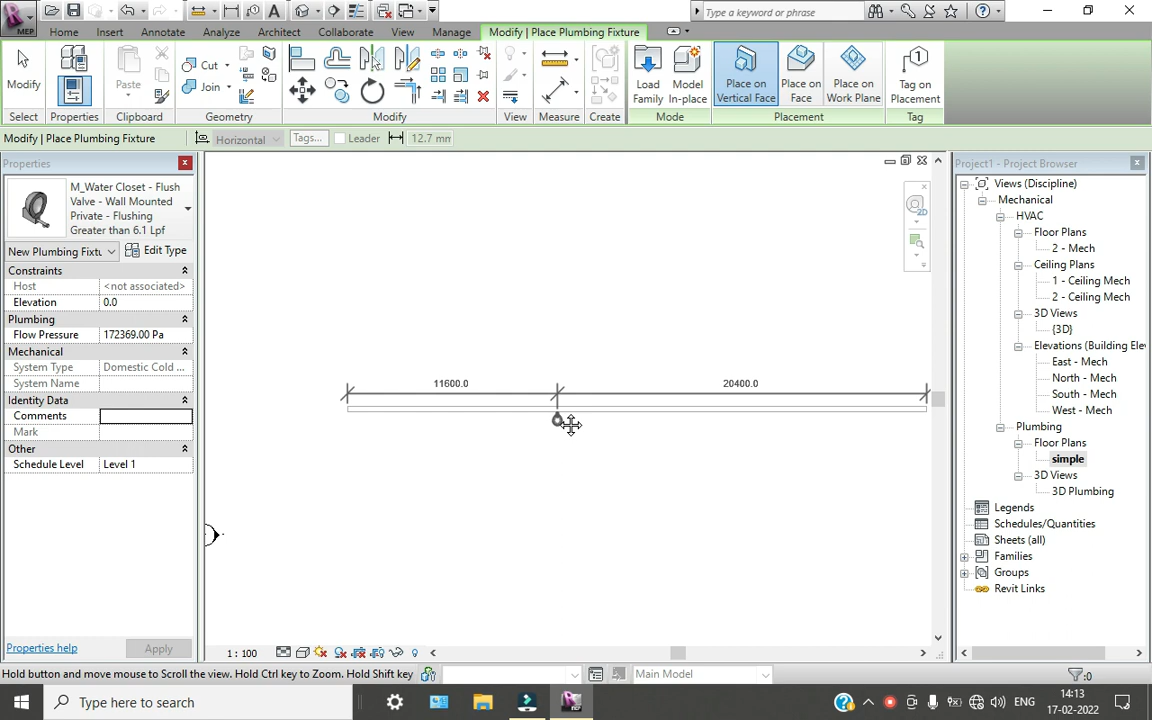 Type a keyword or phrase
MEP
Home Insert Annotate Analyze Architect Collaborate View Manage Modify | Place Plumbing Fixture
Modify
Paste
Cut
Join
Load Family
Model In-place
Place on Vertical Face
Place on Face
Place on Work Plane
Tag on Placement
Select Properties Clipboard Geometry Modify View Measure Create Mode Placement Tag
Modify | Place Plumbing Fixture Horizontal Tags... Leader 12.7 mm
Properties
M_Water Closet - Flush
Valve - Wall Mounted
Private - Flushing
Greater than 6.1 Lpf
New Plumbing Fixtu Edit Type
Constraints
Host <not associated>
Elevation 0.0
Plumbing
Flow Pressure 172369.00 Pa
Mechanical
System Type Domestic Cold ...
System Name
Identity Data
Comments
Mark
Other
Schedule Level Level 1
Properties help Apply
2D
11600.0 20400.0
1 : 100
Project1 - Project Browser
Views (Discipline)
Mechanical
HVAC
Floor Plans
2 - Mech
Ceiling Plans
1 - Ceiling Mech
2 - Ceiling Mech
3D Views
{3D}
Elevations (Building Ele
East - Mech
North - Mech
South - Mech
West - Mech
Plumbing
Floor Plans
simple
3D Views
3D Plumbing
Legends
Schedules/Quantities
Sheets (all)
Families
Groups
Revit Links
Hold button and move mouse to Scroll the view. Hold Ctrl key to Zoom. Hold Shift key
Main Model
:0
Type here to search
ENG
14:13
17-02-2022